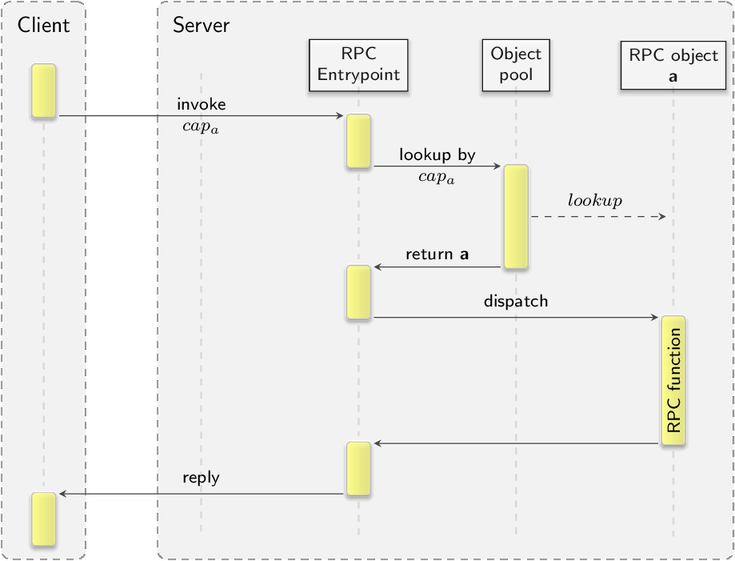 Client
Server
RPC
Entrypoint
Object
pool
RPC object
a
invoke
cap_a
lookup by
cap_a
lookup
return a
dispatch
RPC function
reply